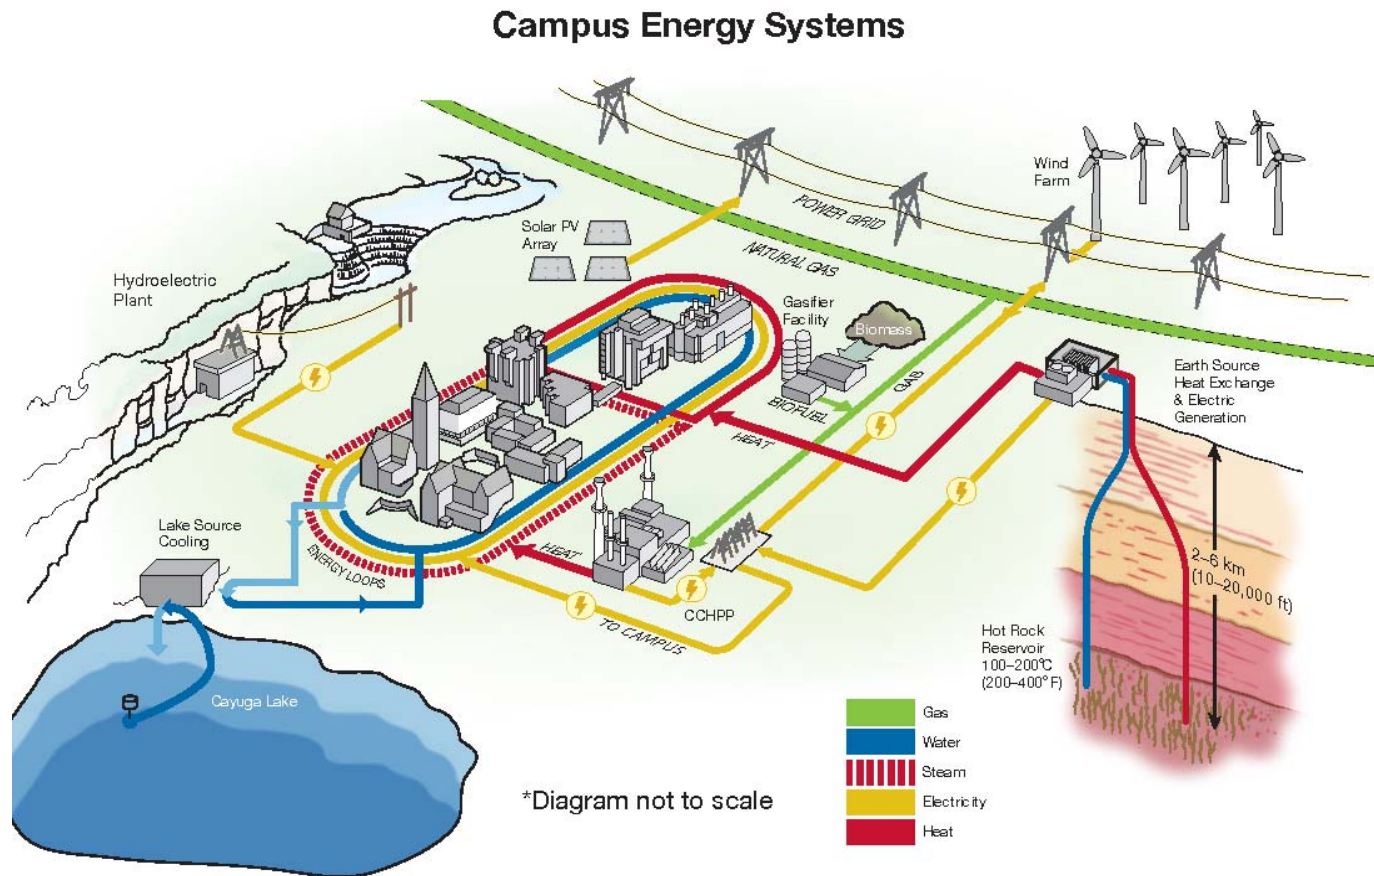 Campus Energy Systems
Wind
Farm
POWER GRID
Solar PV
Array
NATURAL GAS
Hydroelectric
Plant
Gasifier
Facility
Biomass
BIOFUEL
GAS
Earth Source
Heat Exchange
& Electric
Generation
HEAT
Lake Source
Cooling
ENERGY LOOPS
HEAT
CCHPP
TO CAMPUS
2–6 km
(10–20,000 ft)
Hot Rock
Reservoir
100–200°C
(200–400°F)
Cayuga Lake
Gas
Water
Steam
Electricity
Heat
*Diagram not to scale